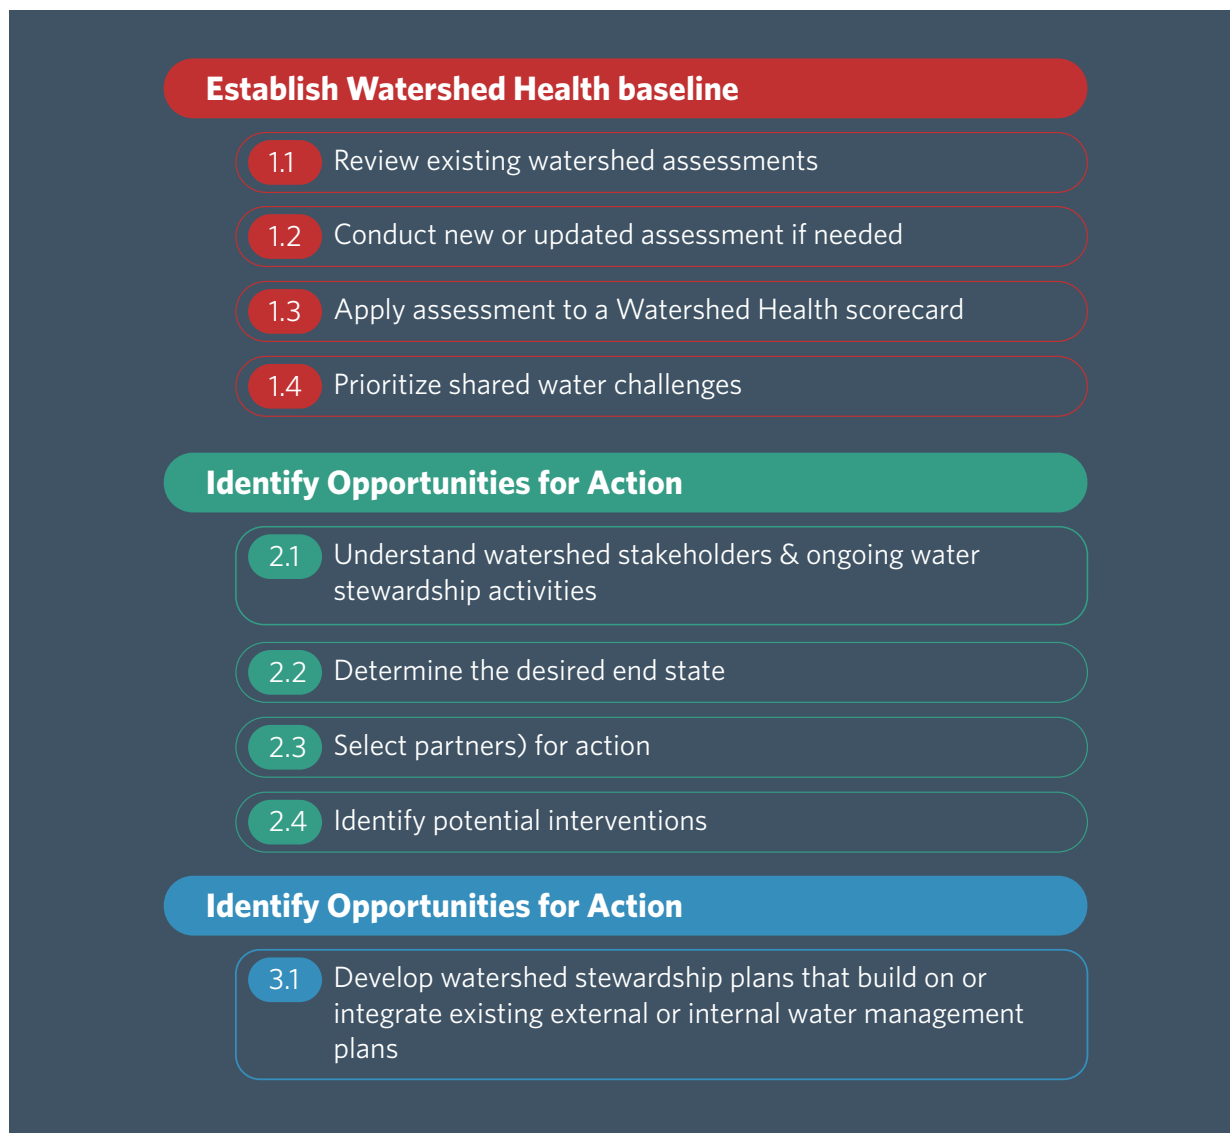 Establish Watershed Health baseline
1.1 Review existing watershed assessments
1.2 Conduct new or updated assessment if needed
1.3 Apply assessment to a Watershed Health scorecard
1.4 Prioritize shared water challenges
Identify Opportunities for Action
2.1 Understand watershed stakeholders & ongoing water
stewardship activities
2.2 Determine the desired end state
2.3 Select partners) for action
2.4 Identify potential interventions
Identify Opportunities for Action
3.1 Develop watershed stewardship plans that build on or
integrate existing external or internal water management
plans